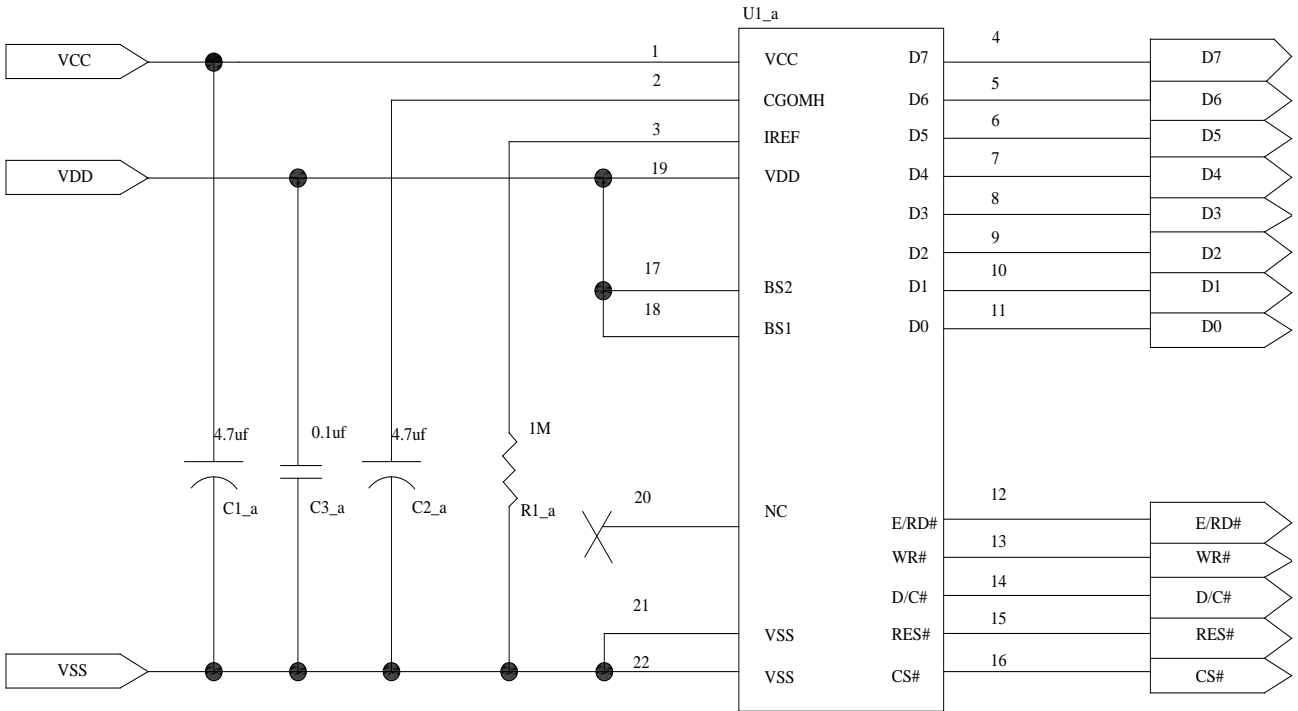 U1_a
VCC 1 VCC D7 4 D7
2 CGOMH D6 5 D6
3 IREF D5 6 D5
VDD 19 VDD D4 7 D4
D3 8 D3
D2 9 D2
17 BS2 D1 10 D1
18 BS1 D0 11 D0
4.7uf 0.1uf 4.7uf 1M
C1_a C3_a C2_a R1_a
20 NC E/RD# 12 E/RD#
WR# 13 WR#
D/C# 14 D/C#
21 VSS RES# 15 RES#
VSS 22 VSS CS# 16 CS#